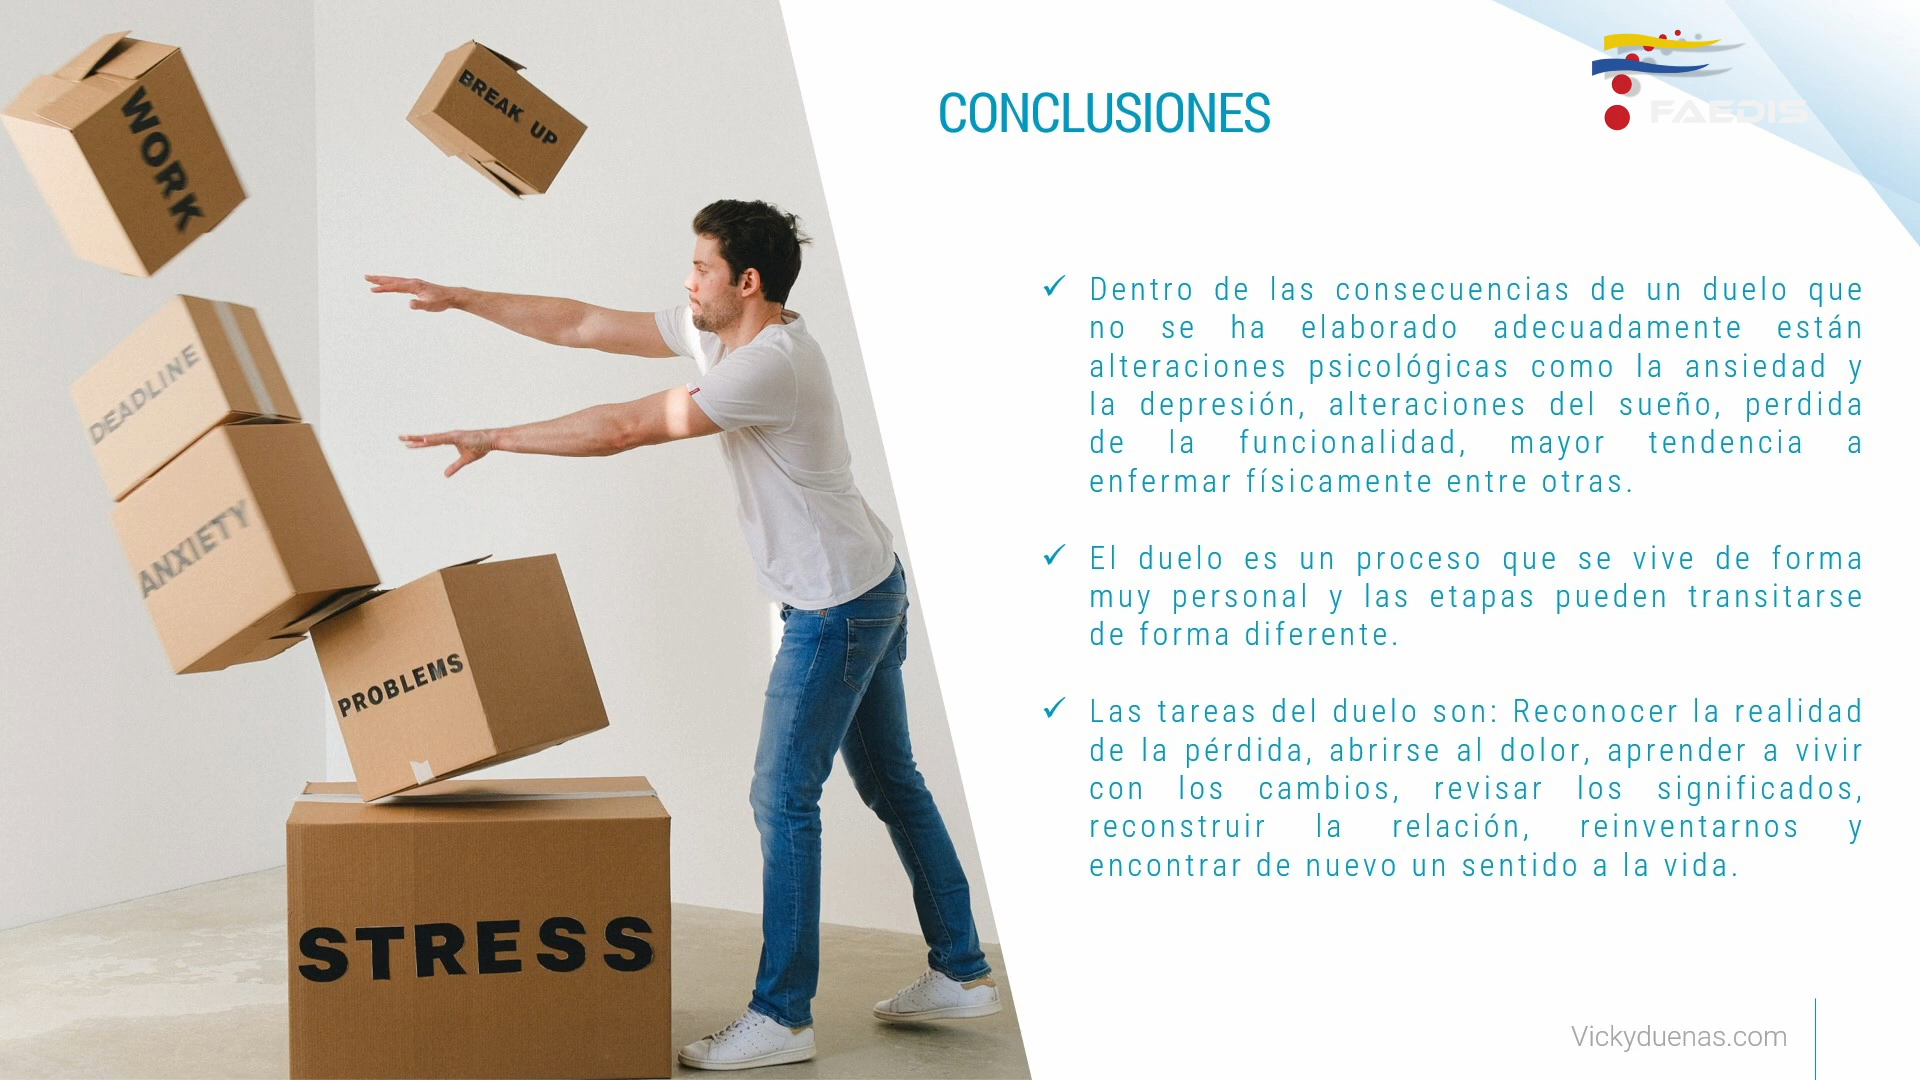 WORK
BREAK UP
DEADLINE
ANXIETY
PROBLEMS
STRESS
CONCLUSIONES
FAEDIS
✓ Dentro de las consecuencias de un duelo que
no se ha elaborado adecuadamente están
alteraciones psicológicas como la ansiedad y
la depresión, alteraciones del sueño, perdida
de la funcionalidad, mayor tendencia a
enfermar físicamente entre otras.
✓ El duelo es un proceso que se vive de forma
muy personal y las etapas pueden transitarse
de forma diferente.
✓ Las tareas del duelo son: Reconocer la realidad
de la pérdida, abrirse al dolor, aprender a vivir
con los cambios, revisar los significados,
reconstruir la relación, reinventarnos y
encontrar de nuevo un sentido a la vida.
Vickyduenas.com